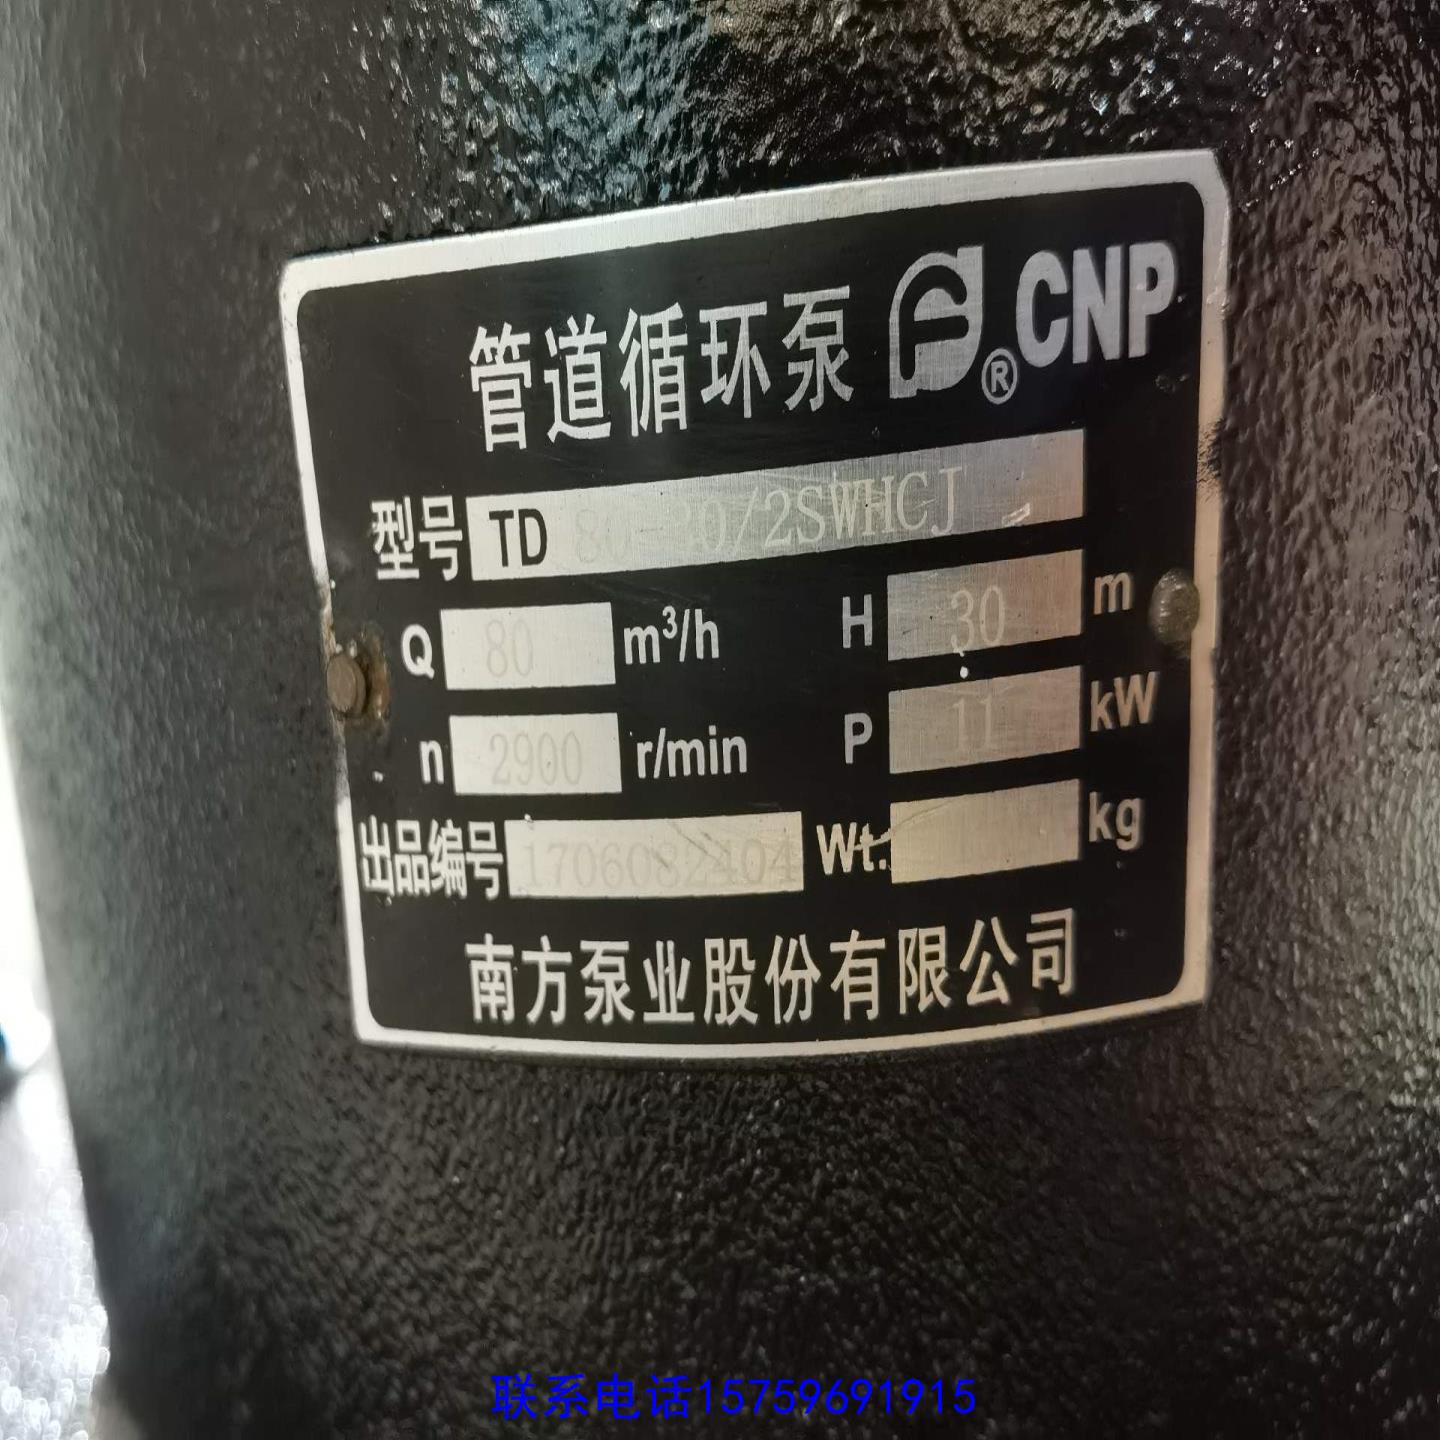 管道循环泵 ® CNP
型号 TD 80-30/2SWHCJ
Q 80 m³/h H 30 m
n 2900 r/min P 11 kW
出品编号 1706082404 Wt. kg
南方泵业股份有限公司
联系电话15759691915